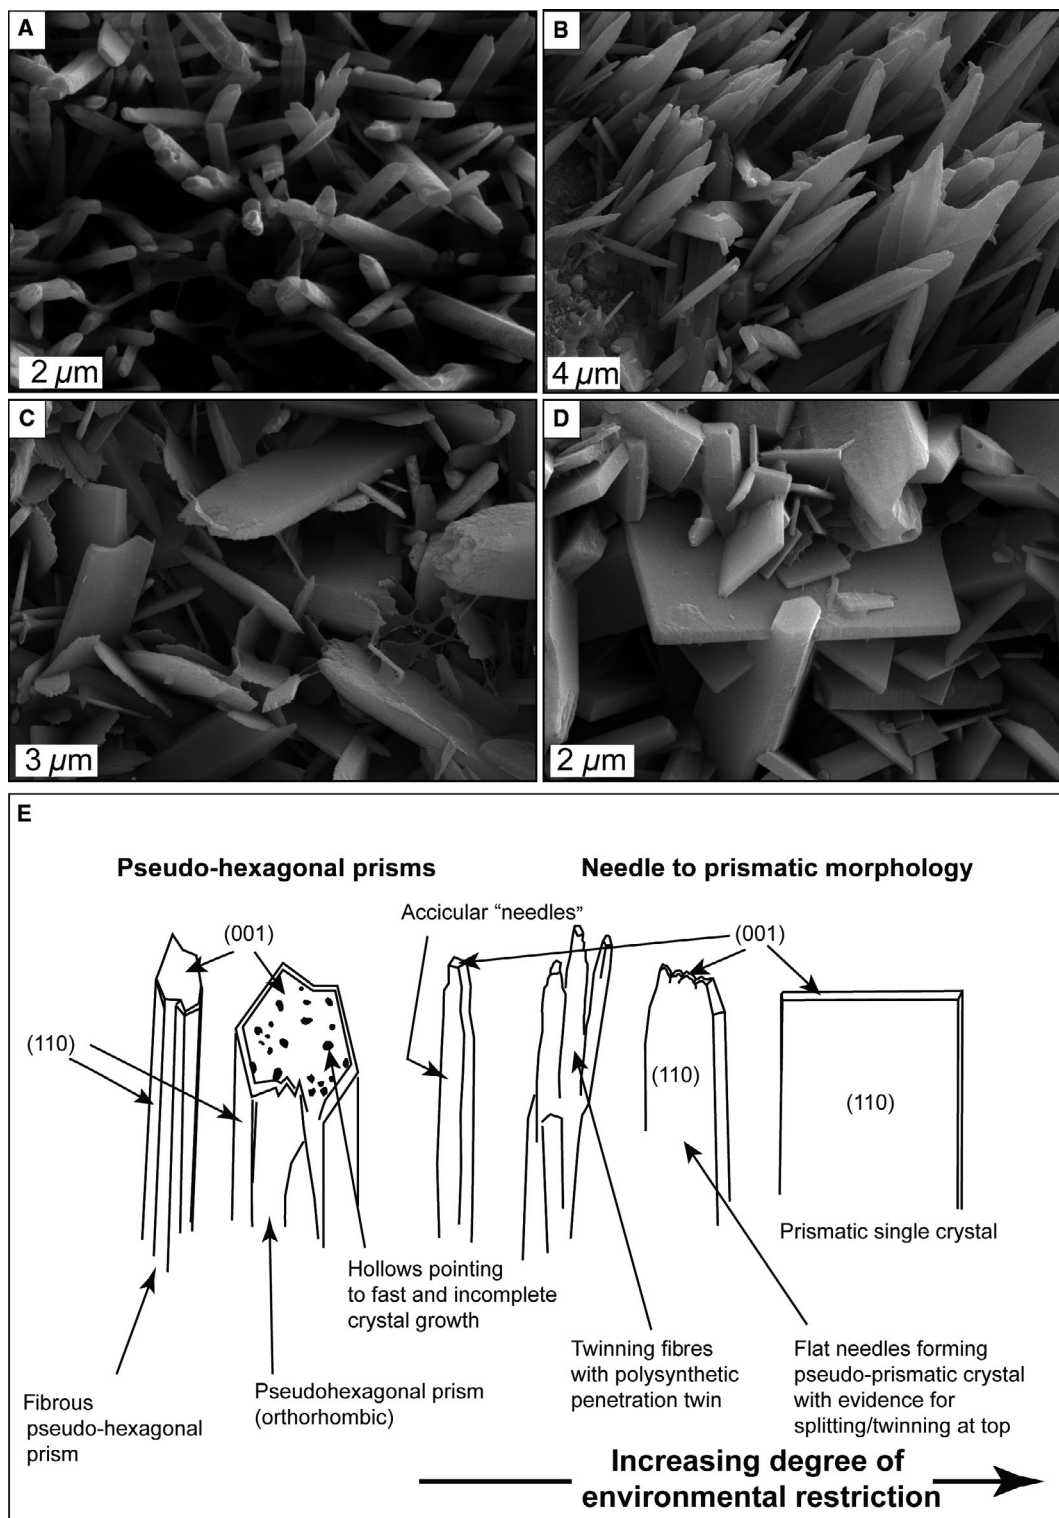 A
B
2 µm
4 µm
C
D
3 µm
2 µm
E
Pseudo-hexagonal prisms
Needle to prismatic morphology
Accicular “needles”
(001)
(001)
(110)
(110)
(110)
Prismatic single crystal
Hollows pointing
to fast and incomplete
crystal growth
Twinning fibres
with polysynthetic
penetration twin
Flat needles forming
pseudo-prismatic crystal
with evidence for
splitting/twinning at top
Pseudohexagonal prism
(orthorhombic)
Fibrous
pseudo-hexagonal
prism
Increasing degree of
environmental restriction